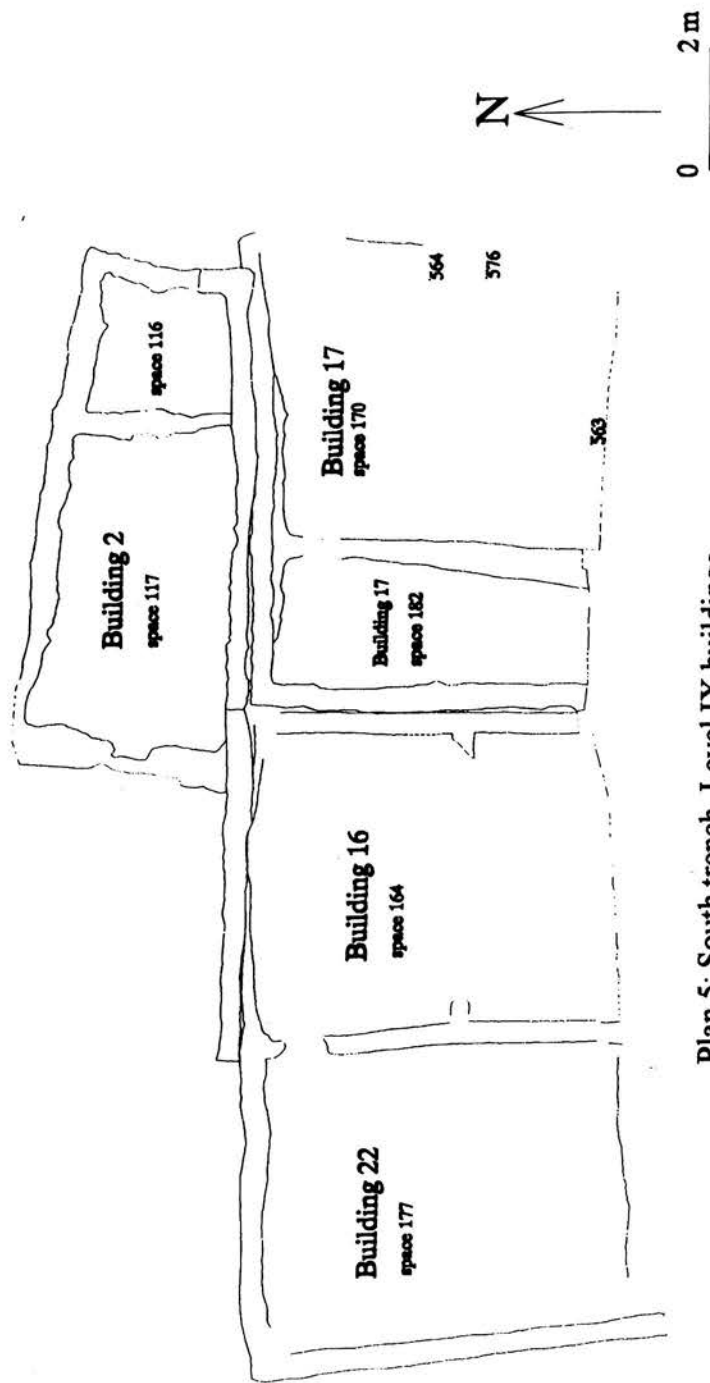 Building 2
space 117
space 116
Building 22
space 177
Building 16
space 164
Building 17
space 182
Building 17
space 170
564
576
563
N
0 2 m
Plan 5: South trench, Level IX buildings